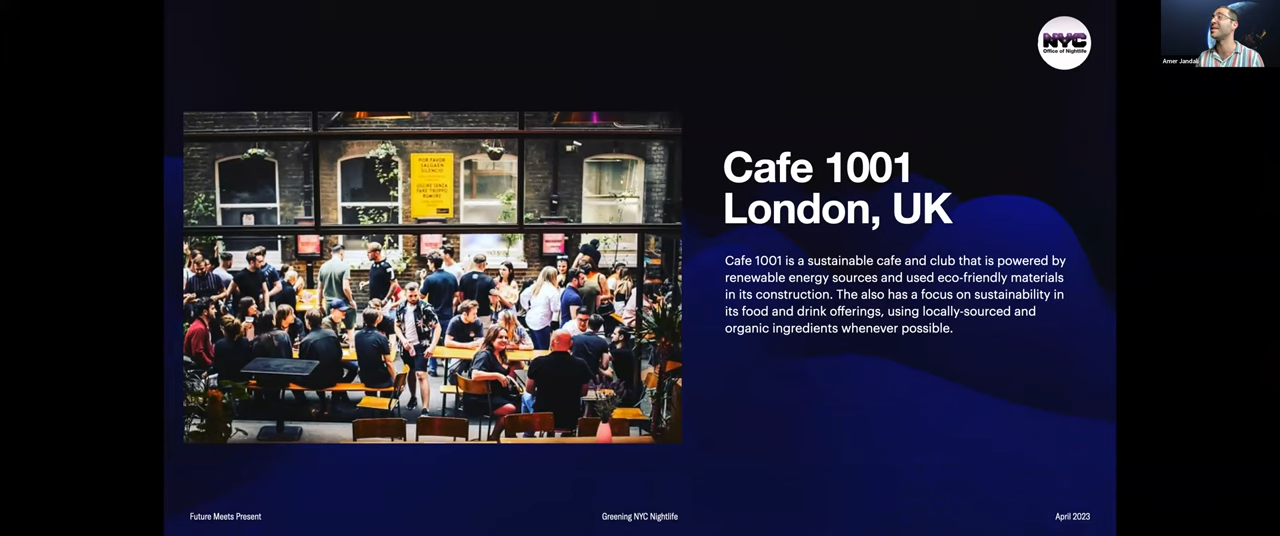 NYC
Office of Nightlife
Amer Jandali
POR FAVOR
SALGAN EN
SILENCIO
Cafe 1001
London, UK
Cafe 1001 is a sustainable cafe and club that is powered by
renewable energy sources and used eco-friendly materials
in its construction. The also has a focus on sustainability in
its food and drink offerings, using locally-sourced and
organic ingredients whenever possible.
Future Meets Present
Greening NYC Nightlife
April 2023